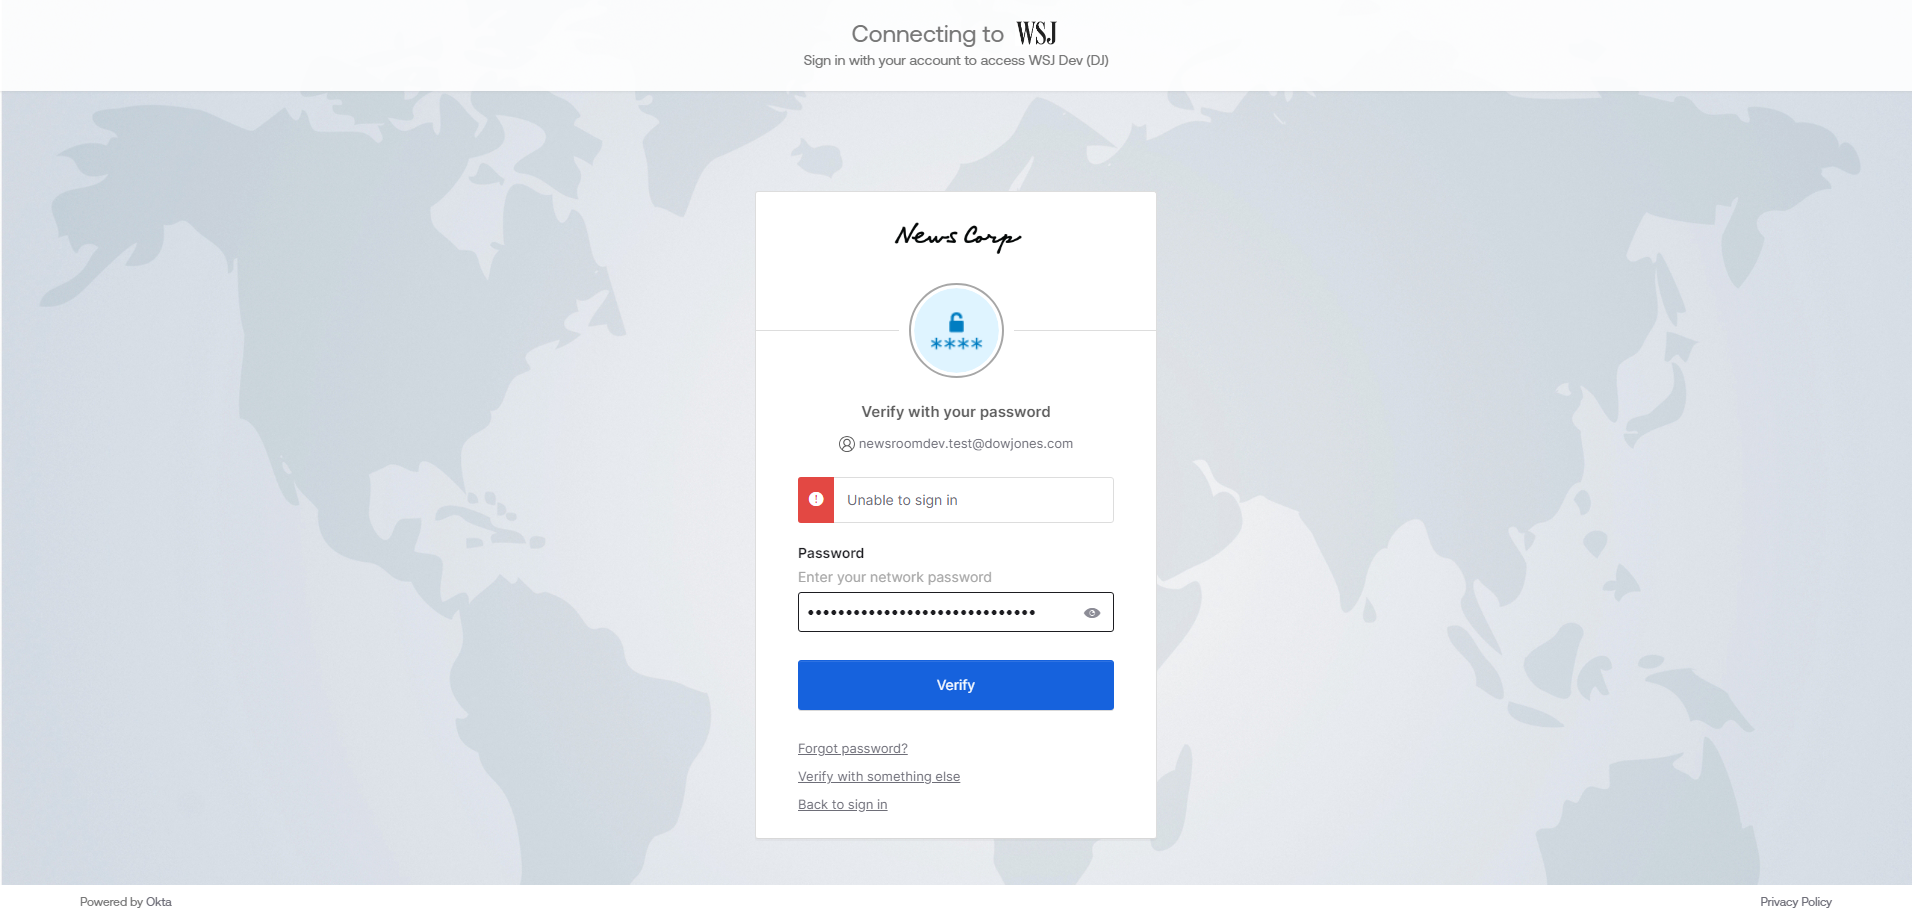 Connecting to WSJ
Sign in with your account to access WSJ Dev (DJ)
News Corp
****
Verify with your password
newsroomdev.test@dowjones.com
Unable to sign in
Password
Enter your network password
••••••••••••••••••••••••••••••
Verify
Forgot password?
Verify with something else
Back to sign in
Powered by Okta
Privacy Policy